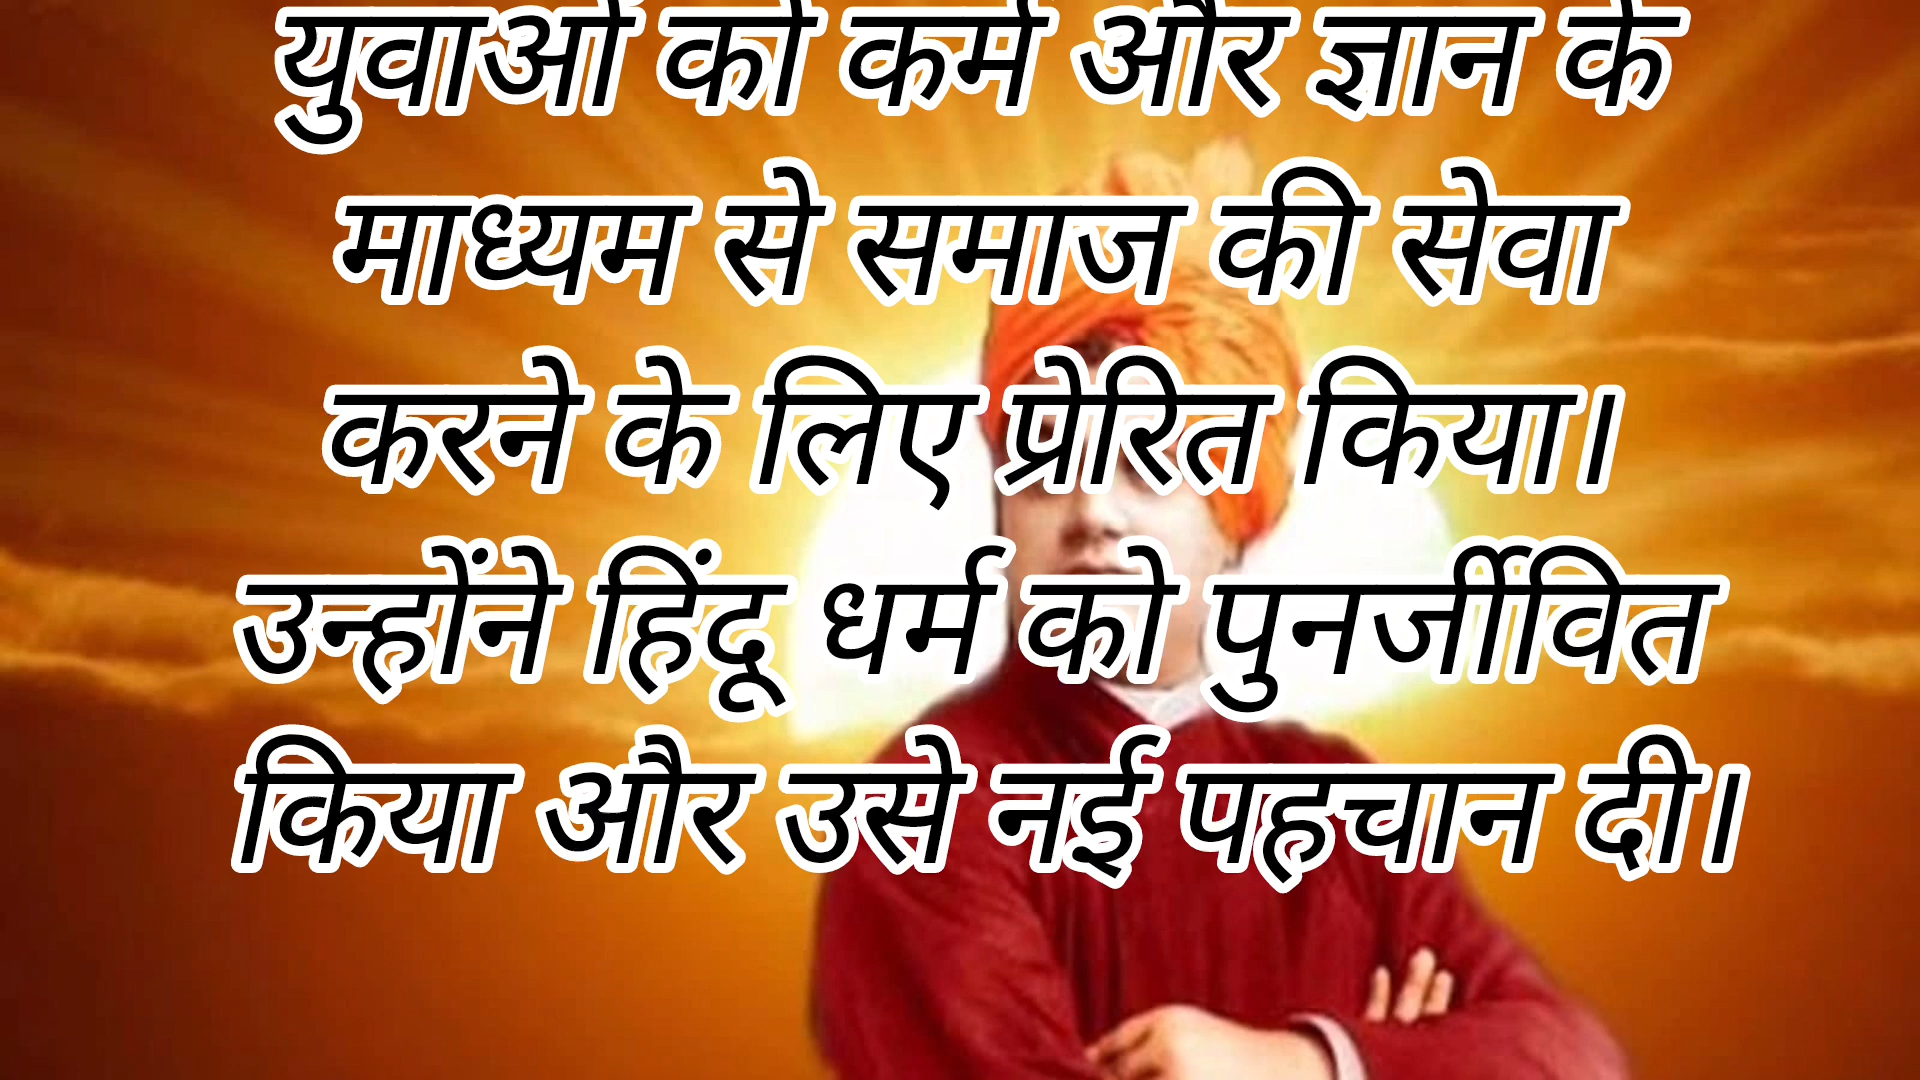 युवाओं को कर्म और ज्ञान के
माध्यम से समाज की सेवा
करने के लिए प्रेरित किया।
उन्होंने हिंदू धर्म को पुनर्जीवित
किया और उसे नई पहचान दी।